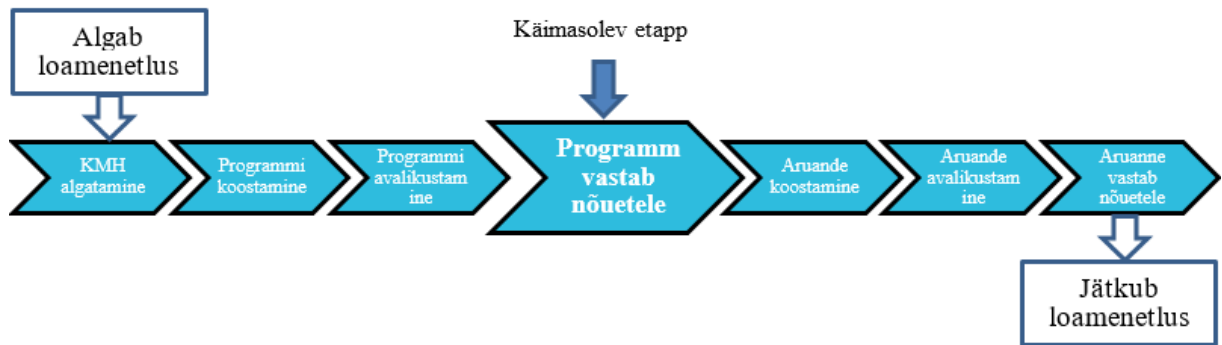 Algab
loamenetlus
Käimasolev etapp
KMH
algatamine
Programmi
koostamine
Programmi
avalikustam
ine
Programm
vastab
nõuetele
Aruande
koostamine
Aruande
avalikustam
ine
Aruanne
vastab
nõuetele
Jätkub
loamenetlus